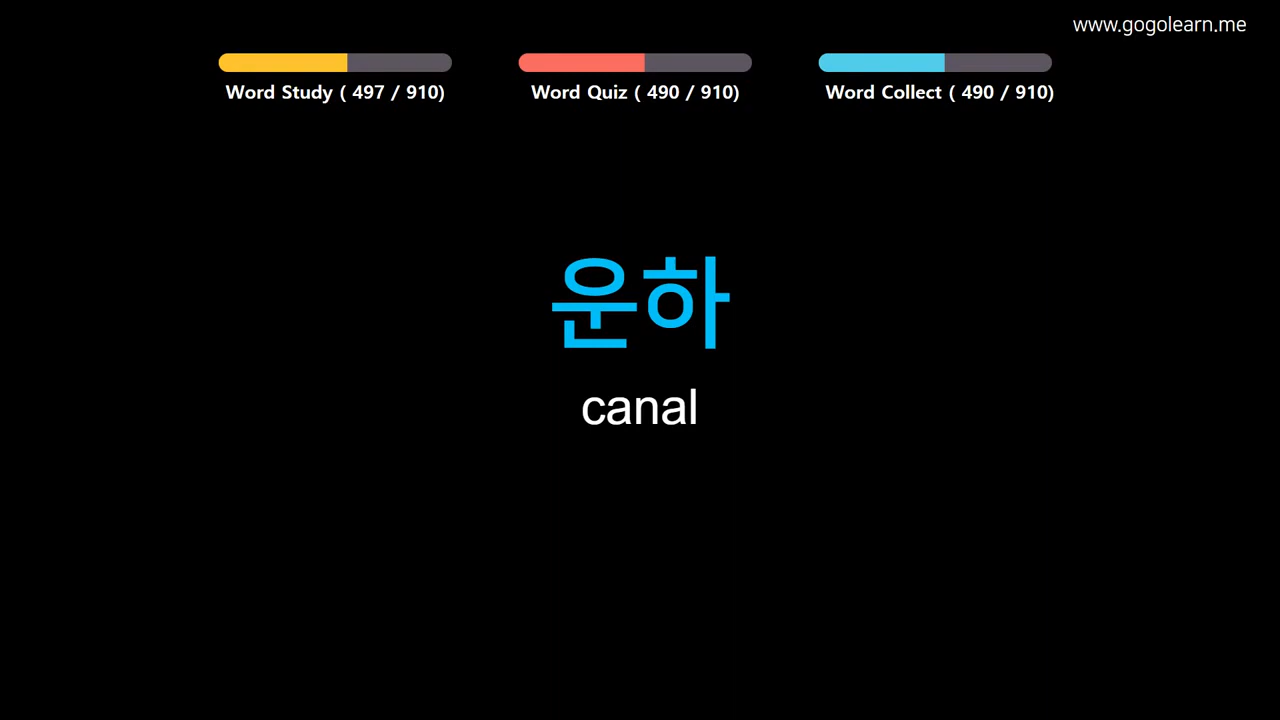 www.gogolearn.me
Word Study ( 497 / 910)
Word Quiz ( 490 / 910)
Word Collect ( 490 / 910)
운하
canal